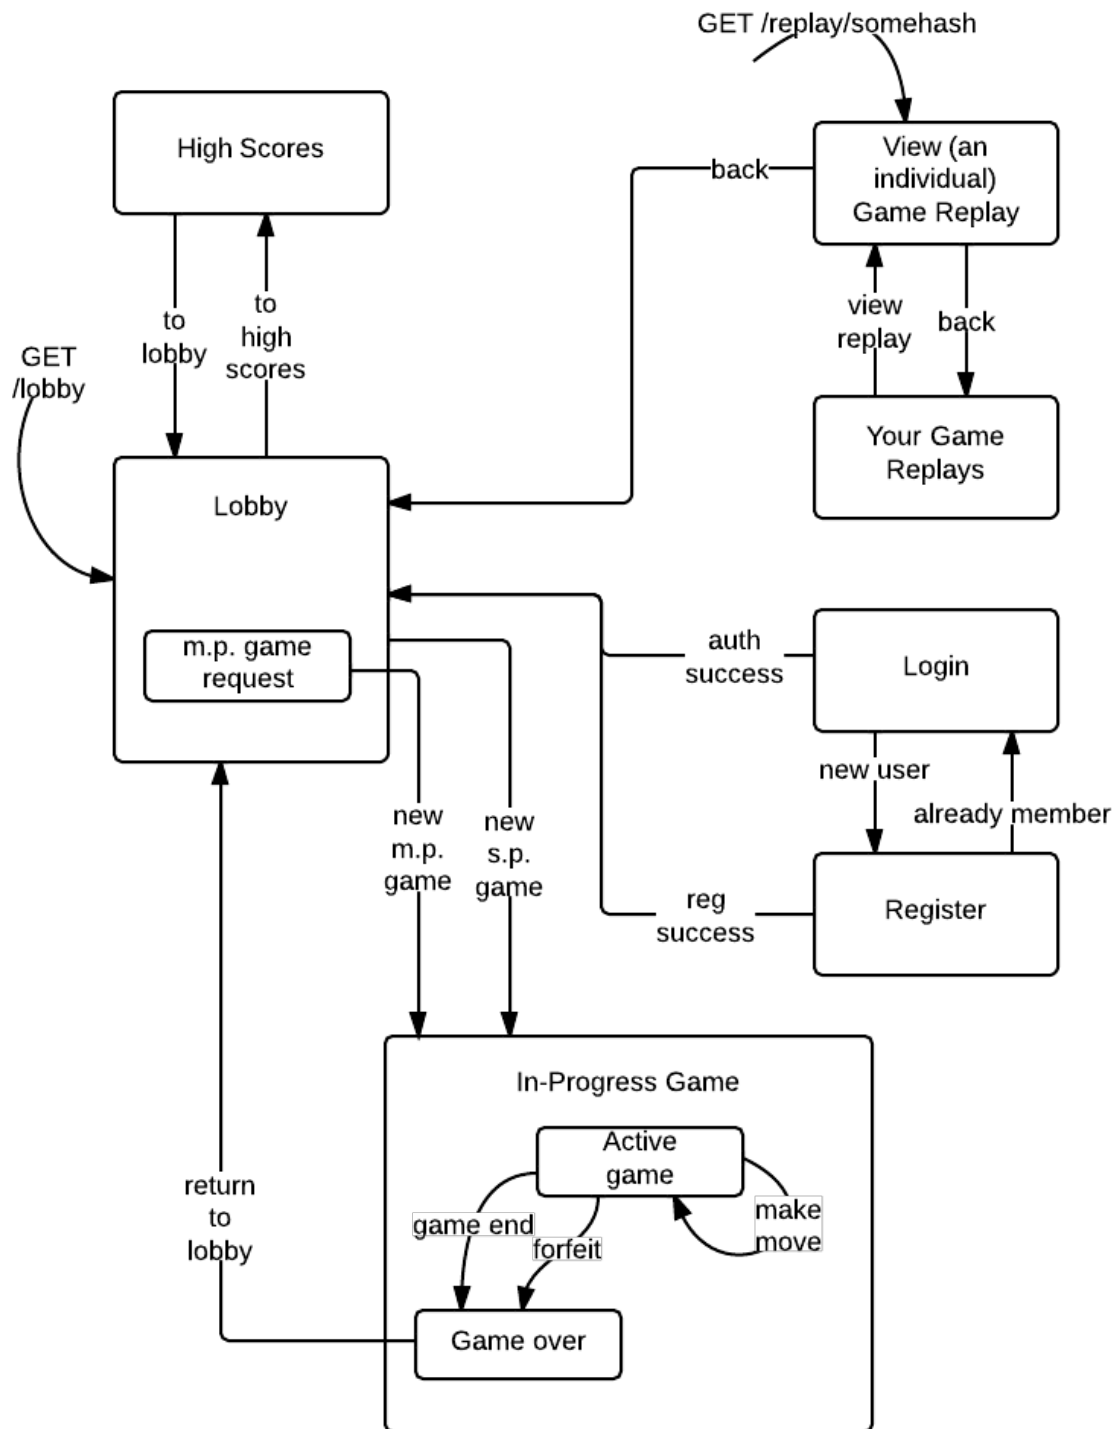 GET /replay/somehash
High Scores
View (an
individual)
Game Replay
back
to
lobby
to
high
scores
view
replay
back
GET
/lobby
Your Game
Replays
Lobby
m.p. game
request
auth
success
Login
new user
already member
new
m.p.
game
new
s.p.
game
reg
success
Register
In-Progress Game
Active
game
make
move
game end
forfeit
return
to
lobby
Game over